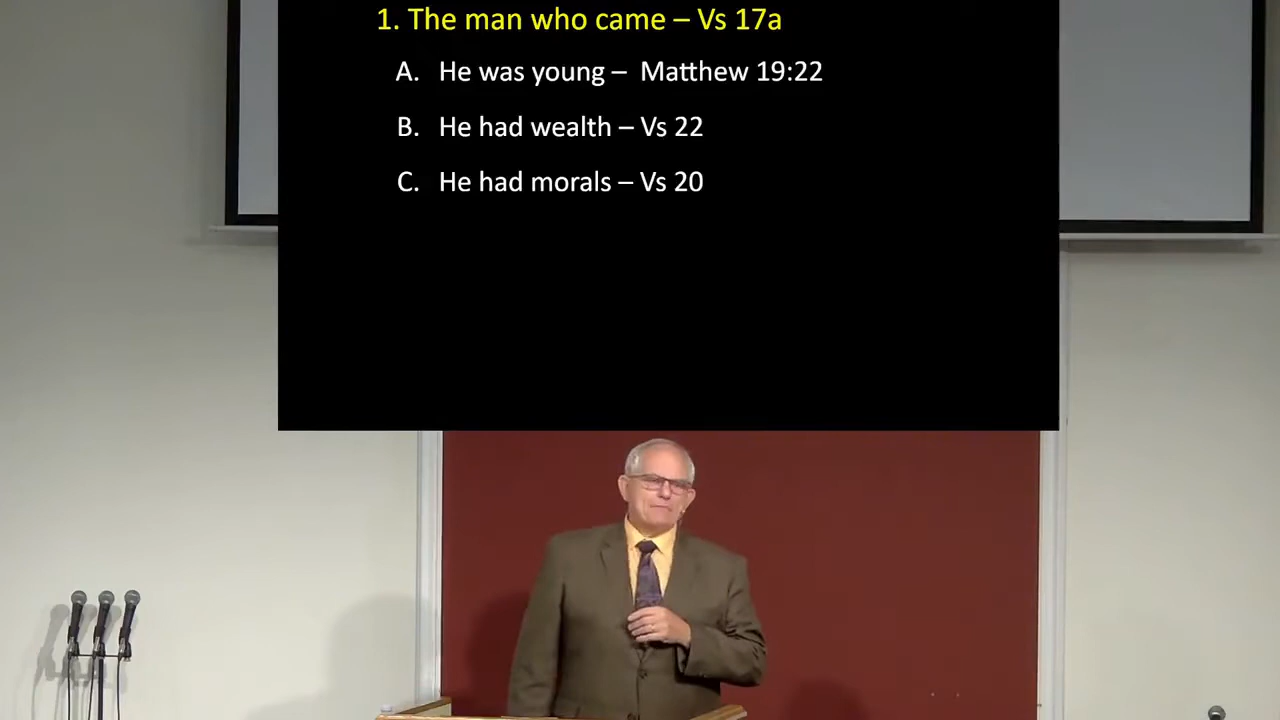 1. The man who came – Vs 17a
A. He was young – Matthew 19:22
B. He had wealth – Vs 22
C. He had morals – Vs 20